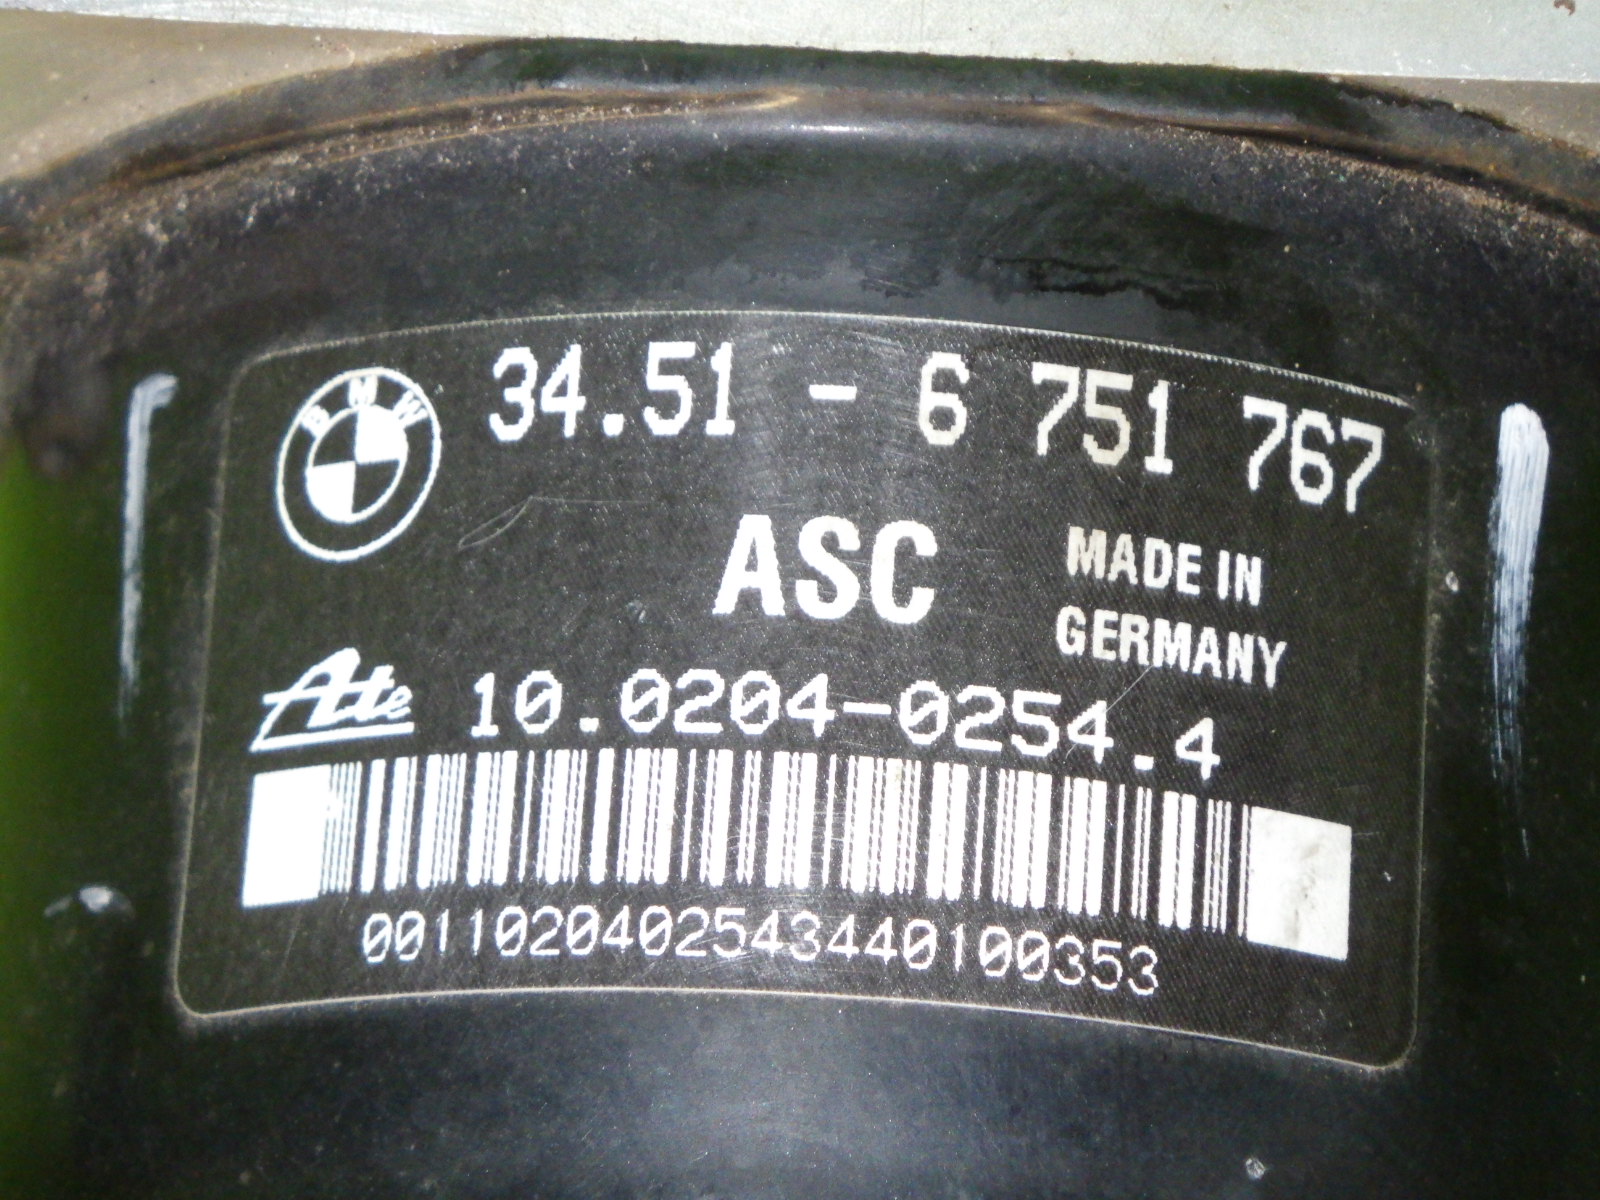 BMW
34.51 - 6 751 767
ASC
MADE IN
GERMANY
Ate 10.0204-0254.4
0011020402543440100353